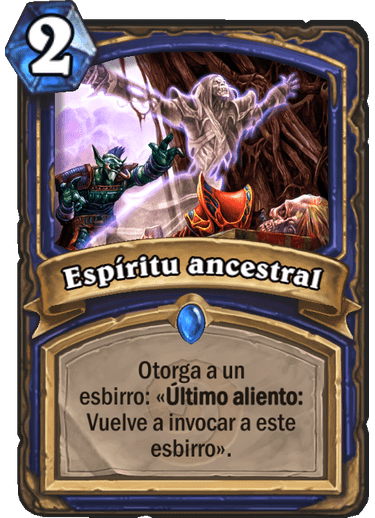 2
Espíritu ancestral
Otorga a un
esbirro: «Último aliento:
Vuelve a invocar a este
esbirro».